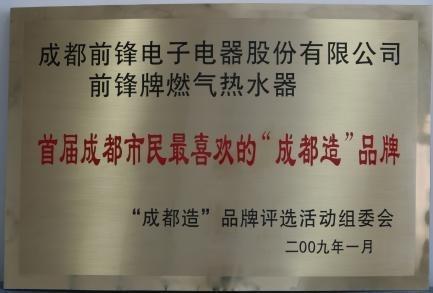 成都前锋电子电器股份有限公司
前锋牌燃气热水器
首届成都市民最喜欢的“成都造”品牌
“成都造”品牌评选活动组委会
二00九年一月